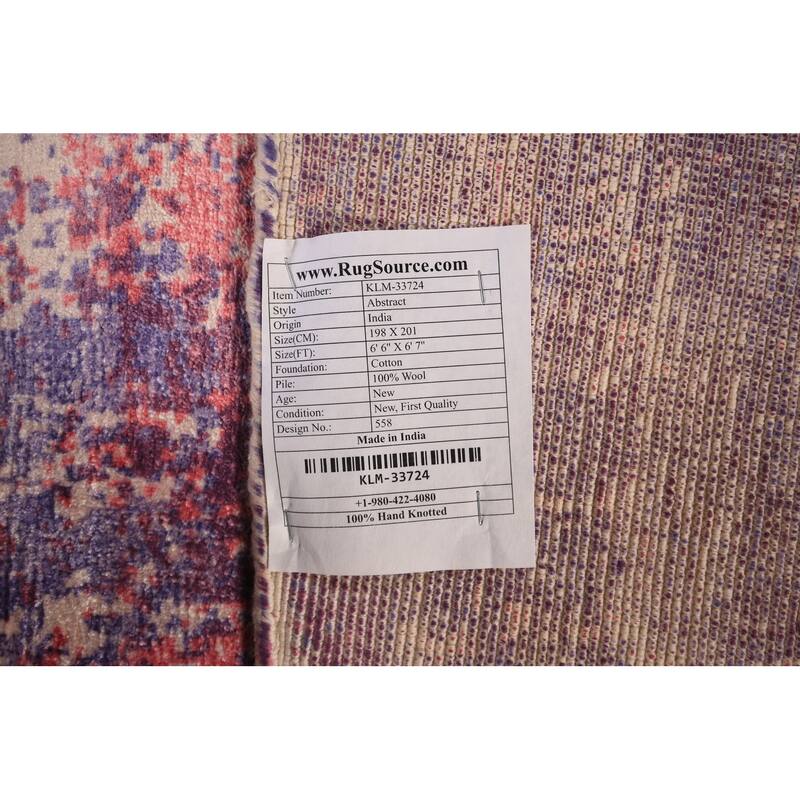 www.RugSource.com
Item Number: KLM-33724
Style Abstract
Origin India
Size(CM): 198 X 201
Size(FT): 6' 6" X 6' 7"
Foundation: Cotton
Pile: 100% Wool
Age: New
Condition: New, First Quality
Design No.: 558
Made in India
KLM-33724
+1-980-422-4080
100% Hand Knotted